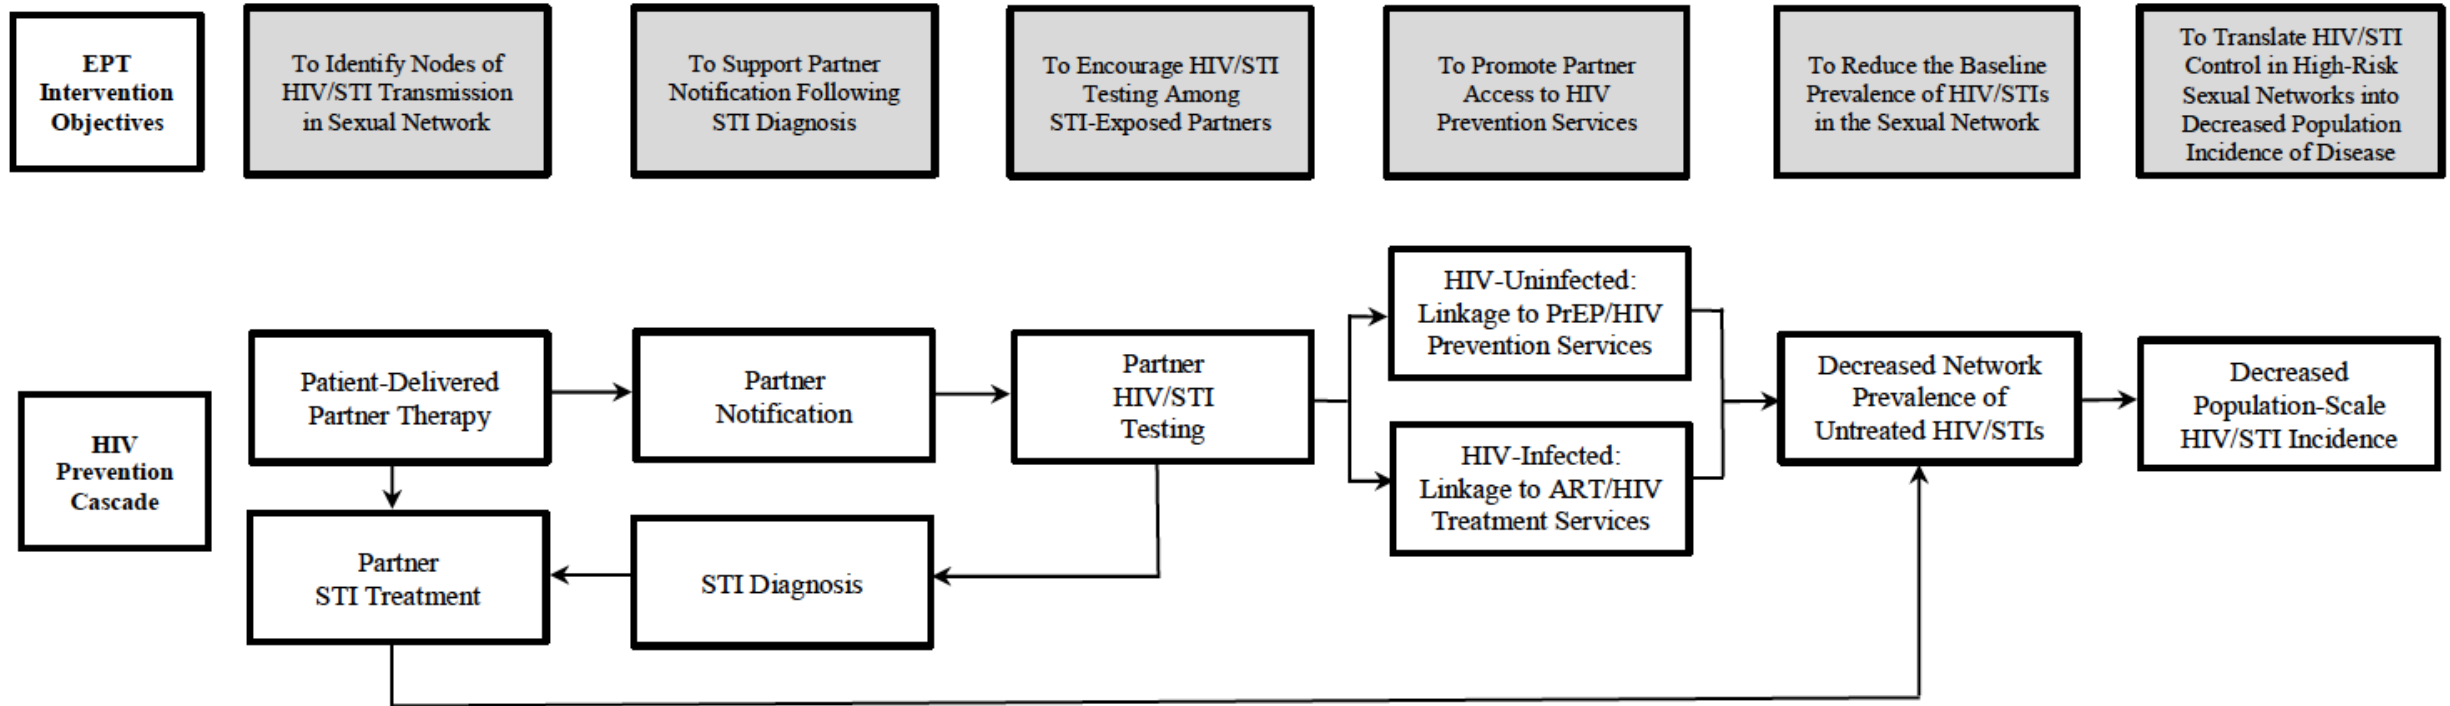 EPT
Intervention
Objectives
To Identify Nodes of
HIV/STI Transmission
in Sexual Network
To Support Partner
Notification Following
STI Diagnosis
To Encourage HIV/STI
Testing Among
STI-Exposed Partners
To Promote Partner
Access to HIV
Prevention Services
To Reduce the Baseline
Prevalence of HIV/STIs
in the Sexual Network
To Translate HIV/STI
Control in High-Risk
Sexual Networks into
Decreased Population
Incidence of Disease
HIV
Prevention
Cascade
Patient-Delivered
Partner Therapy
Partner
Notification
Partner
HIV/STI
Testing
HIV-Uninfected:
Linkage to PrEP/HIV
Prevention Services
HIV-Infected:
Linkage to ART/HIV
Treatment Services
Decreased Network
Prevalence of
Untreated HIV/STIs
Decreased
Population-Scale
HIV/STI Incidence
Partner
STI Treatment
STI Diagnosis